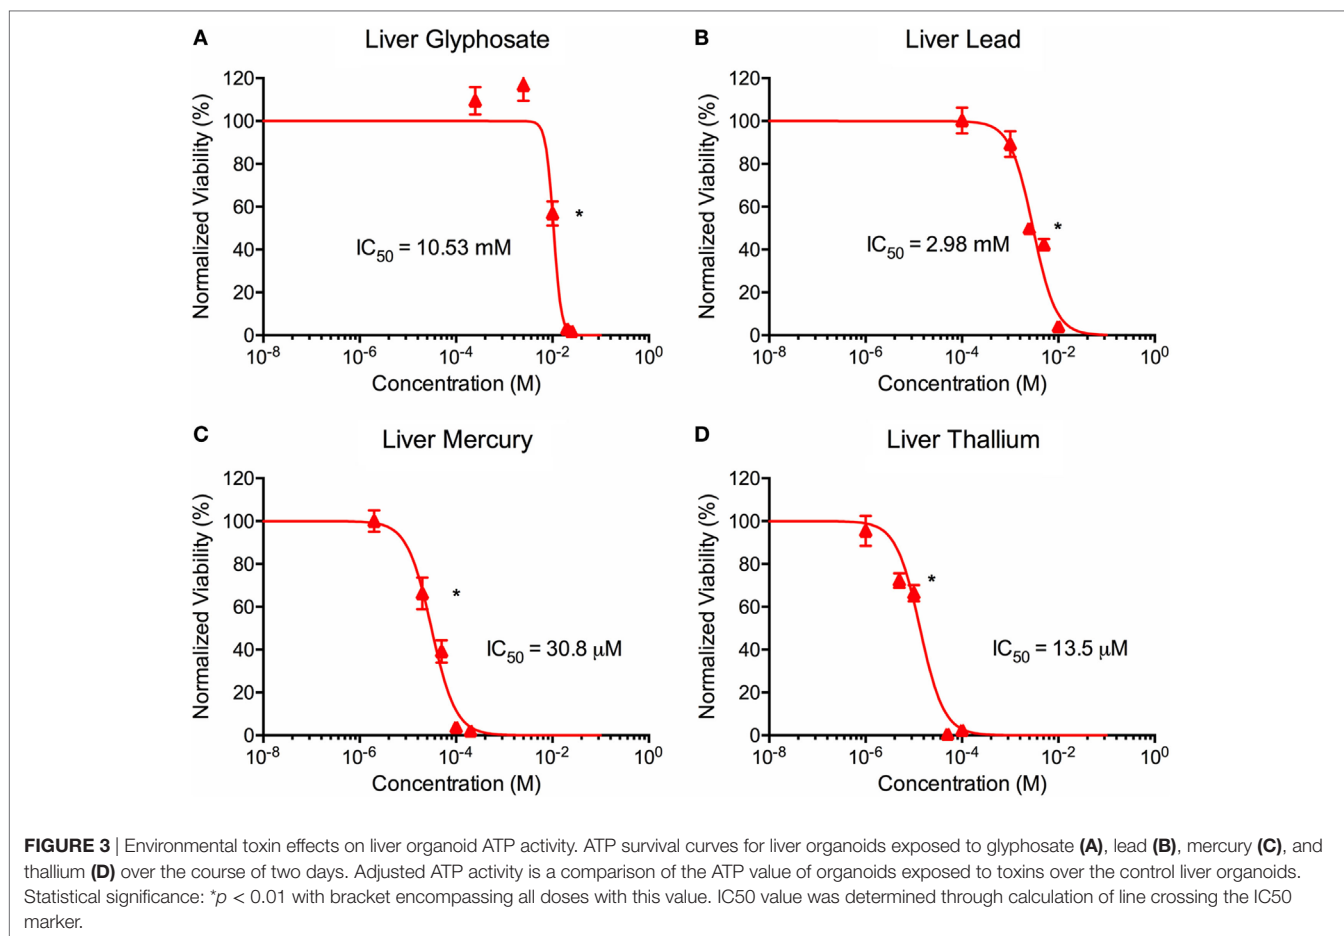 A
Liver Glyphosate
Normalized Viability (%)
120
100
80
60
40
20
0
IC50 = 10.53 mM
*
10-8
10-6
10-4
10-2
100
Concentration (M)
B
Liver Lead
Normalized Viability (%)
120
100
80
60
40
20
0
IC50 = 2.98 mM
*
10-8
10-6
10-4
10-2
100
Concentration (M)
C
Liver Mercury
Normalized Viability (%)
120
100
80
60
40
20
0
*
IC50 = 30.8 µM
10-8
10-6
10-4
10-2
100
Concentration (M)
D
Liver Thallium
Normalized Viability (%)
120
100
80
60
40
20
0
*
IC50 = 13.5 µM
10-8
10-6
10-4
10-2
100
Concentration (M)
FIGURE 3 | Environmental toxin effects on liver organoid ATP activity. ATP survival curves for liver organoids exposed to glyphosate (A), lead (B), mercury (C), and
thallium (D) over the course of two days. Adjusted ATP activity is a comparison of the ATP value of organoids exposed to toxins over the control liver organoids.
Statistical significance: *p < 0.01 with bracket encompassing all doses with this value. IC50 value was determined through calculation of line crossing the IC50
marker.